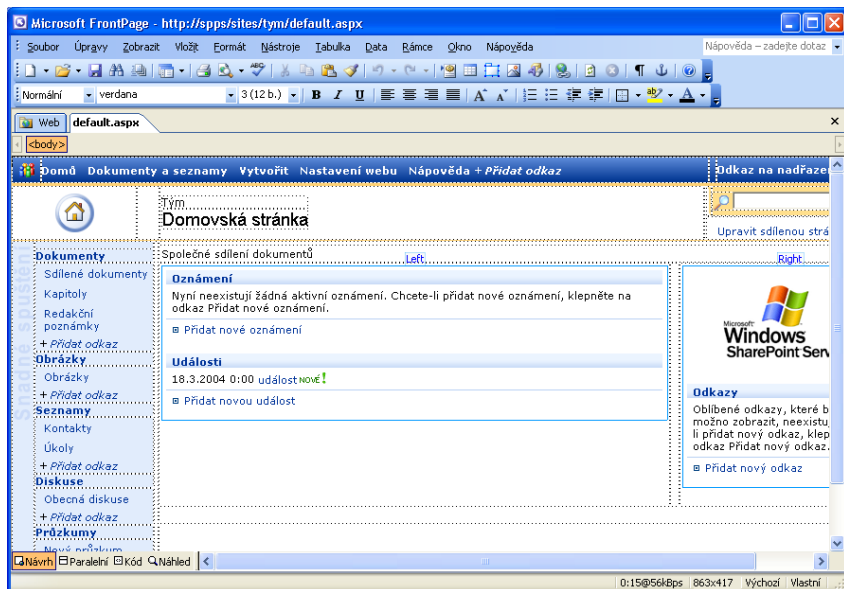 Microsoft FrontPage - http://spps/sites/tym/default.aspx
Soubor Úpravy Zobrazit Vložit Formát Nástroje Tabulka Data Rámce Okno Nápověda Nápověda – zadejte dotaz
Normální verdana 3 (12 b.) B I U
Web default.aspx
<body>
Domů Dokumenty a seznamy Vytvořit Nastavení webu Nápověda + Přidat odkaz Odkaz na nadřaze
Tým
Domovská stránka
Upravit sdílenou strá
Snadné spuštění
Dokumenty
Sdílené dokumenty
Kapitoly
Redakční
poznámky
+ Přidat odkaz
Obrázky
Obrázky
+ Přidat odkaz
Seznamy
Kontakty
Úkoly
+ Přidat odkaz
Diskuse
Obecná diskuse
+ Přidat odkaz
Průzkumy
Nový průzkum
Společné sdílení dokumentů
Left
Oznámení
Nyní neexistují žádná aktivní oznámení. Chcete-li přidat nové oznámení, klepněte na
odkaz Přidat nové oznámení.
Přidat nové oznámení
Události
18.3.2004 0:00 událost NOVÉ!
Přidat novou událost
Right
Microsoft
Windows
SharePoint Serv
Odkazy
Oblíbené odkazy, které b
možno zobrazit, neexistu
li přidat nový odkaz, klep
odkaz Přidat nový odkaz.
Přidat nový odkaz
Návrh Paralelní Kód Náhled
0:15@56kBps 863x417 Výchozí Vlastní